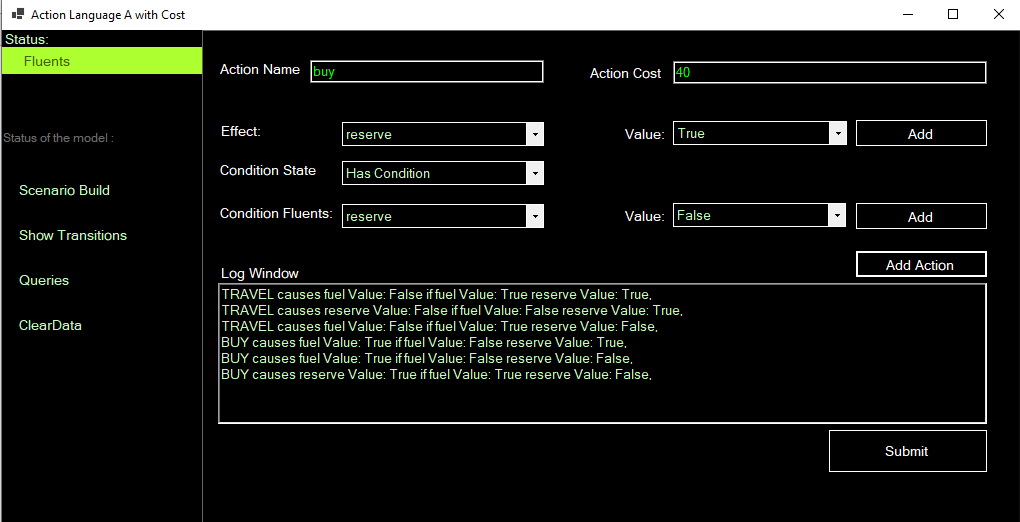 Action Language A with Cost
Status:
Fluents
Status of the model :
Scenario Build
Show Transitions
Queries
ClearData
Action Name buy Action Cost 40
Effect: reserve Value: True Add
Condition State Has Condition
Condition Fluents: reserve Value: False Add
Add Action
Log Window
TRAVEL causes fuel Value: False if fuel Value: True reserve Value: True,
TRAVEL causes reserve Value: False if fuel Value: False reserve Value: True,
TRAVEL causes fuel Value: False if fuel Value: True reserve Value: False,
BUY causes fuel Value: True if fuel Value: False reserve Value: True,
BUY causes fuel Value: True if fuel Value: False reserve Value: False,
BUY causes reserve Value: True if fuel Value: True reserve Value: False,
Submit